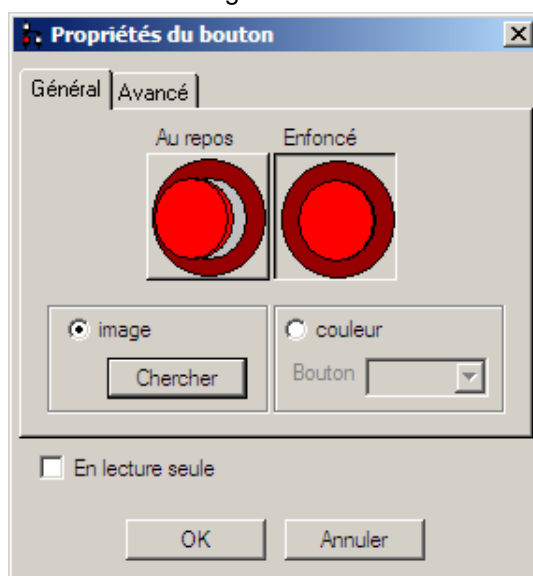 Propriétés du bouton
Général Avancé
Au repos Enfoncé
image couleur
Chercher Bouton
En lecture seule
OK Annuler